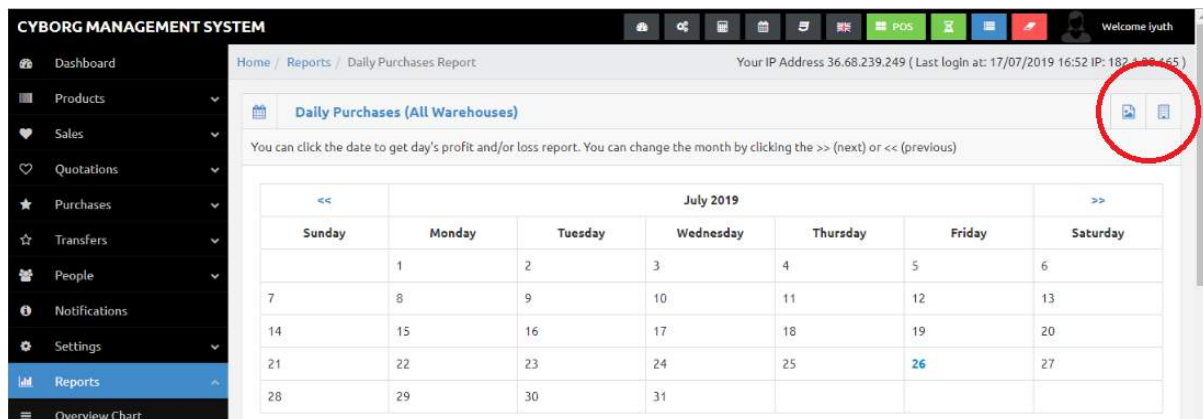 CYBORG MANAGEMENT SYSTEM
POS
Welcome iyuth
Dashboard
Products
Sales
Quotations
Purchases
Transfers
People
Notifications
Settings
Reports
Overview Chart
Home / Reports / Daily Purchases Report
Your IP Address 36.68.239.249 ( Last login at: 17/07/2019 16:52 IP:
Daily Purchases (All Warehouses)
You can click the date to get day's profit and/or loss report. You can change the month by clicking the >> (next) or << (previous)
<< July 2019 >>
Sunday Monday Tuesday Wednesday Thursday Friday Saturday
1 2 3 4 5 6
7 8 9 10 11 12 13
14 15 16 17 18 19 20
21 22 23 24 25 26 27
28 29 30 31